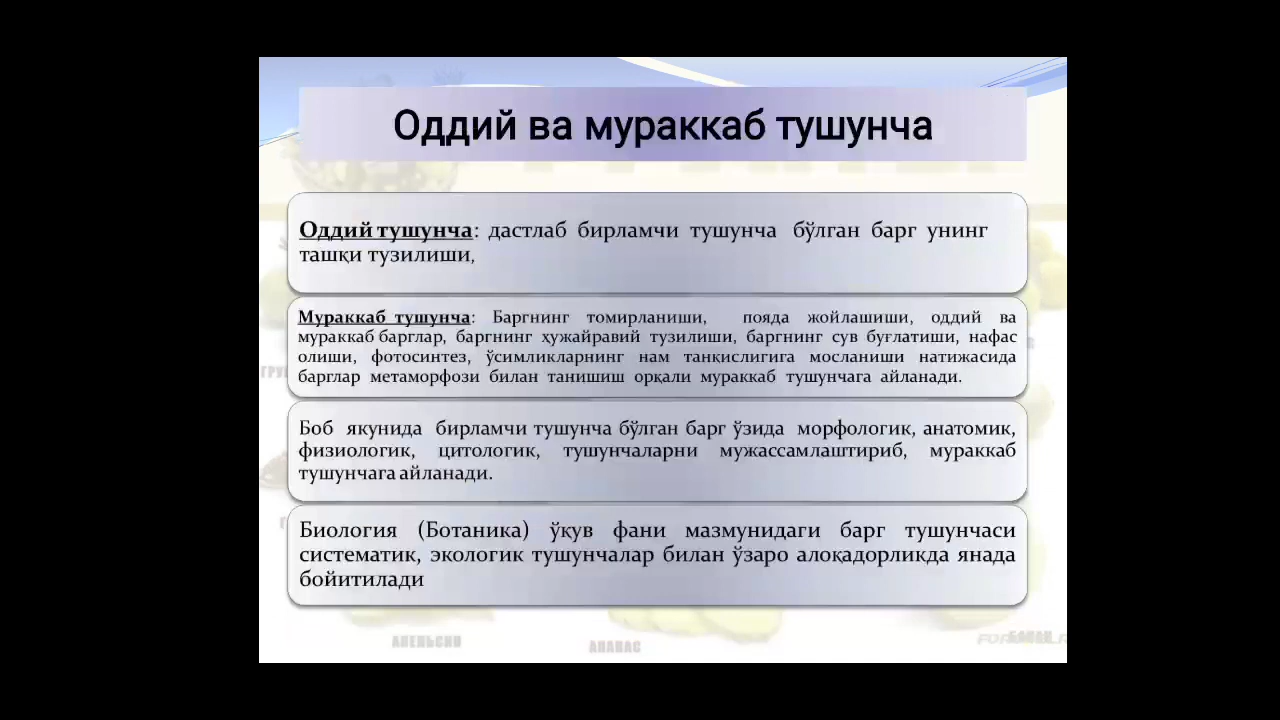 Оддий ва мураккаб тушунча
Оддий тушунча: дастлаб бирламчи тушунча бўлган барг унинг
ташқи тузилиши,
Мураккаб тушунча: Баргнинг томирланиши, пояда жойлашиши, оддий ва
мураккаб барглар, баргнинг ҳужайравий тузилиши, баргнинг сув буғлатиши, нафас
олиши, фотосинтез, ўсимликларнинг нам танқислигига мосланиши натижасида
барглар метаморфози билан танишиш орқали мураккаб тушунчага айланади.
Боб якунида бирламчи тушунча бўлган барг ўзида морфологик, анатомик,
физиологик, цитологик, тушунчаларни мужассамлаштириб, мураккаб
тушунчага айланади.
Биология (Ботаника) ўқув фани мазмунидаги барг тушунчаси
систематик, экологик тушунчалар билан ўзаро алоқадорликда янада
бойитилади
АПЕЛЬСИН
АНАНАС
БАНАН